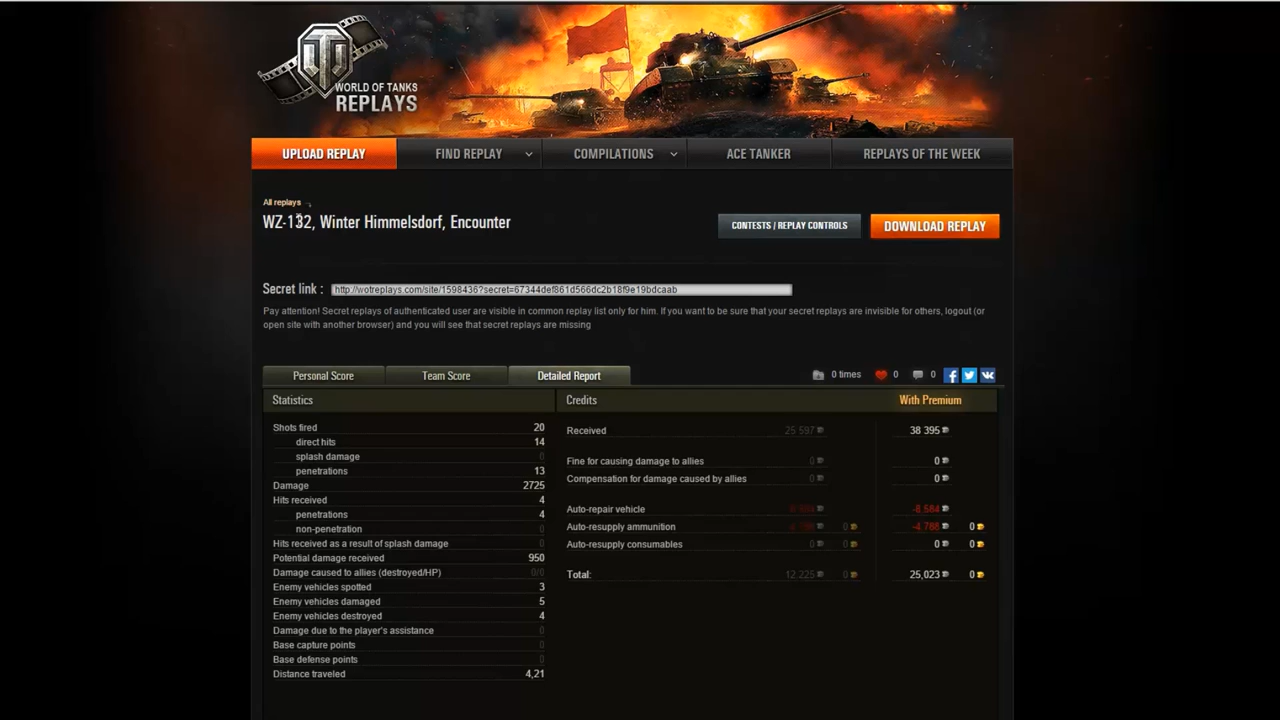 WORLD OF TANKS
REPLAYS
UPLOAD REPLAY FIND REPLAY COMPILATIONS ACE TANKER REPLAYS OF THE WEEK
All replays
WZ-132, Winter Himmelsdorf, Encounter
CONTESTS / REPLAY CONTROLS DOWNLOAD REPLAY
Secret link : http://wotreplays.com/site/1598436?secret=67344def861d566dc2b18f9e19bdcaab
Pay attention! Secret replays of authenticated user are visible in common replay list only for him. If you want to be sure that your secret replays are invisible for others, logout (or
open site with another browser) and you will see that secret replays are missing
Personal Score Team Score Detailed Report 0 times 0 0
Statistics Credits With Premium
Shots fired 20
direct hits 14
splash damage 0
penetrations 13
Damage 2725
Hits received 4
penetrations 4
non-penetration 0
Hits received as a result of splash damage 0
Potential damage received 950
Damage caused to allies (destroyed/HP) 0/0
Enemy vehicles spotted 3
Enemy vehicles damaged 5
Enemy vehicles destroyed 4
Damage due to the player's assistance 0
Base capture points 0
Base defense points 0
Distance traveled 4,21
Received 25 597 38 395
Fine for causing damage to allies 0 0
Compensation for damage caused by allies 0 0
Auto-repair vehicle -8,584
Auto-resupply ammunition 0 -4,788 0
Auto-resupply consumables 0 0 0 0
Total: 12 225 0 25,023 0